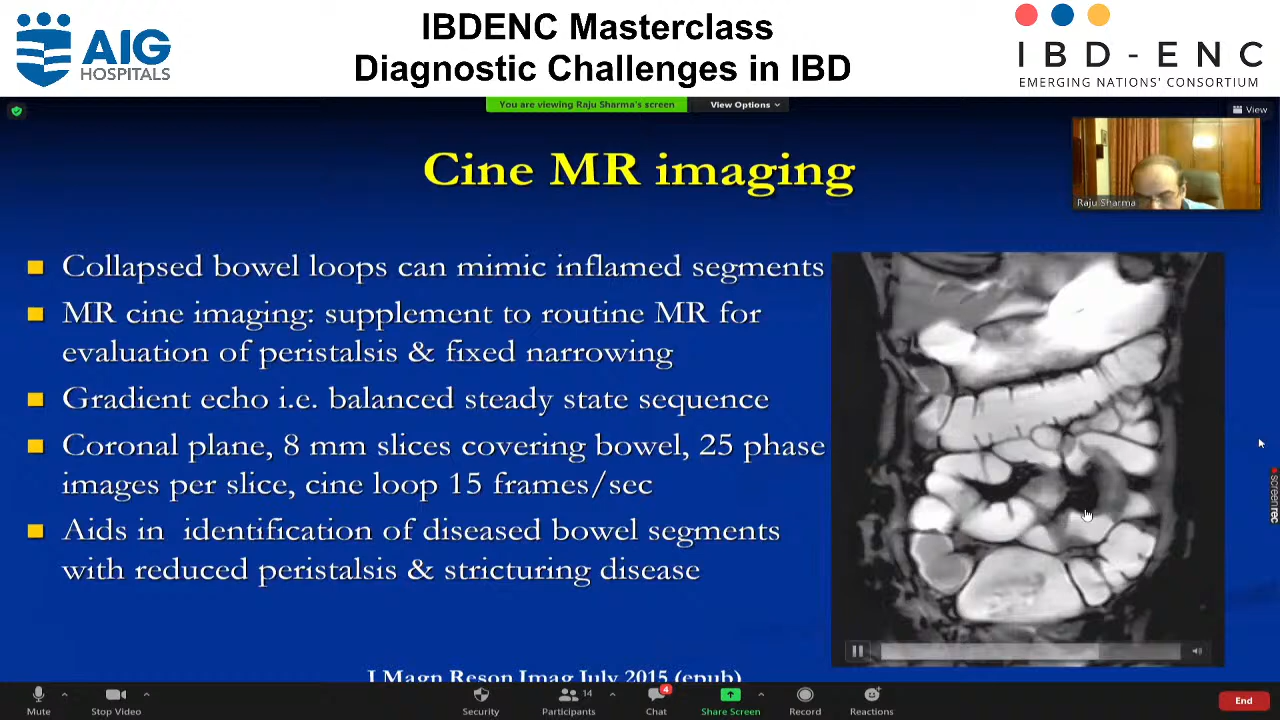 AIG
HOSPITALS
IBDENC Masterclass
Diagnostic Challenges in IBD
IBD-ENC
EMERGING NATIONS' CONSORTIUM
You are viewing Raju Sharma's screen
View Options
View
Cine MR imaging
Raju Sharma
Collapsed bowel loops can mimic inflamed segments
MR cine imaging: supplement to routine MR for
evaluation of peristalsis & fixed narrowing
Gradient echo i.e. balanced steady state sequence
Coronal plane, 8 mm slices covering bowel, 25 phase
images per slice, cine loop 15 frames/sec
Aids in identification of diseased bowel segments
with reduced peristalsis & stricturing disease
J Magn Reson Imag July 2015 (epub)
screenrec
Mute
Stop Video
Security
Participants
14
Chat
4
Share Screen
Record
Reactions
End